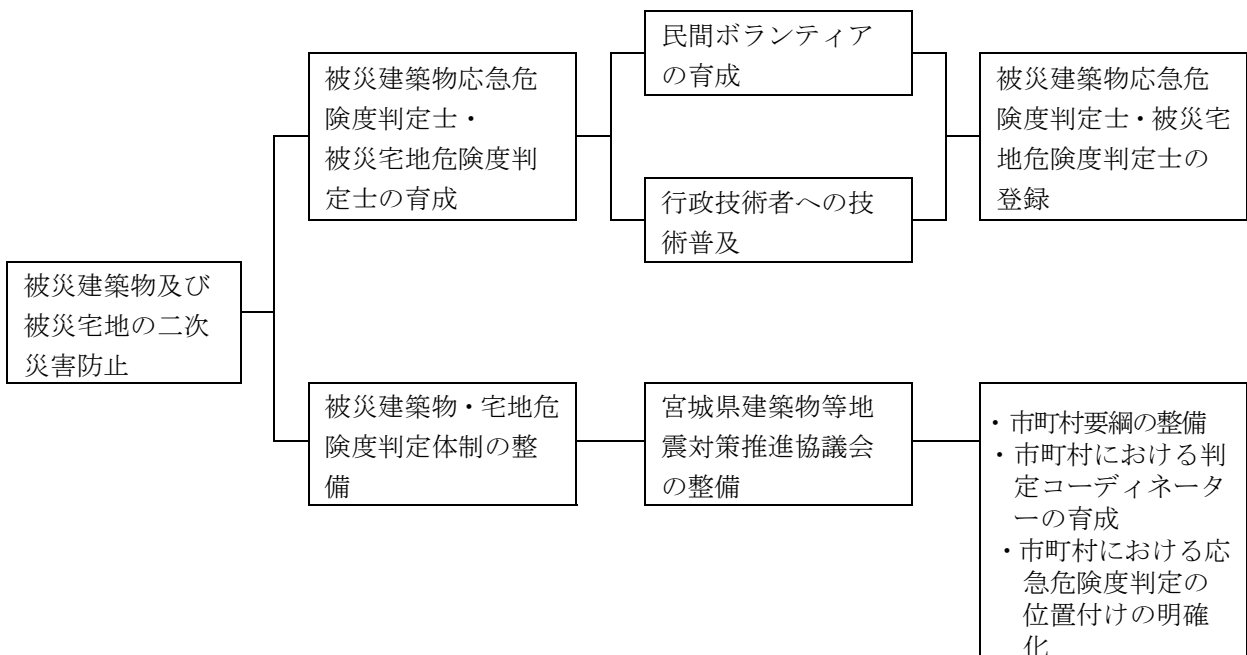 被災建築物及び
被災宅地の二次
災害防止
被災建築物応急危
険度判定士・
被災宅地危険度判
定士の育成
民間ボランティア
の育成
行政技術者への技
術普及
被災建築物応急危
険度判定士・被災宅
地危険度判定士の
登録
被災建築物・宅地危
険度判定体制の整
備
宮城県建築物等地
震対策推進協議会
の整備
・市町村要綱の整備
・市町村における判
定コーディネータ
ーの育成
・市町村における応
急危険度判定の
位置付けの明確
化